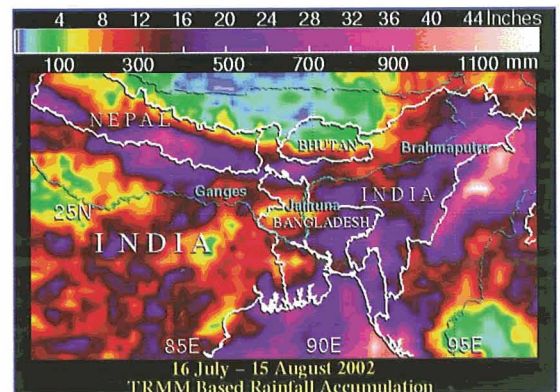 4 8 12 16 20 24 28 32 36 40 44 Inches
100 300 500 700 900 1100 mm
NEPAL
BHUTAN
Brahmaputra
Ganges
INDIA
Jamuna
25N
BANGLADESH
INDIA
85E 90E 95E
16 July - 15 August 2002
TRMM Based Rainfall Accumulation